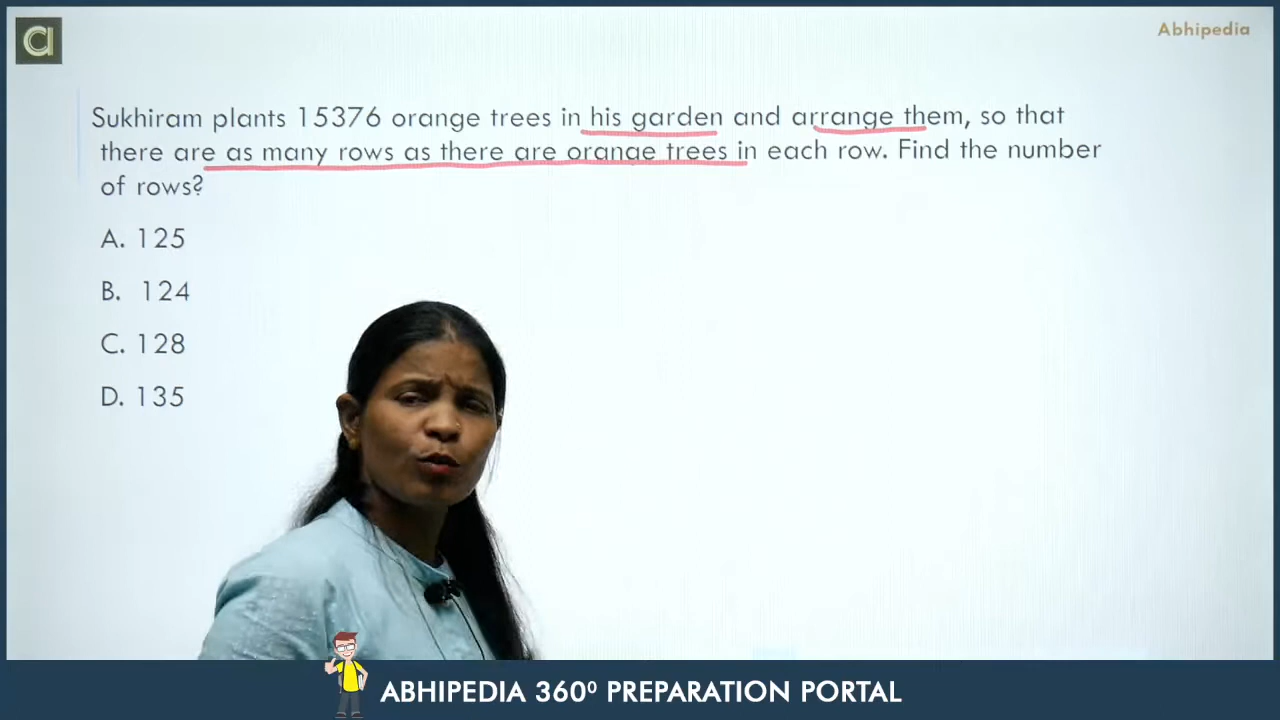 Abhipedia
Sukhiram plants 15376 orange trees in his garden and arrange them, so that
there are as many rows as there are orange trees in each row. Find the number
of rows?
A. 125
B. 124
C. 128
D. 135
ABHIPEDIA 360⁰ PREPARATION PORTAL